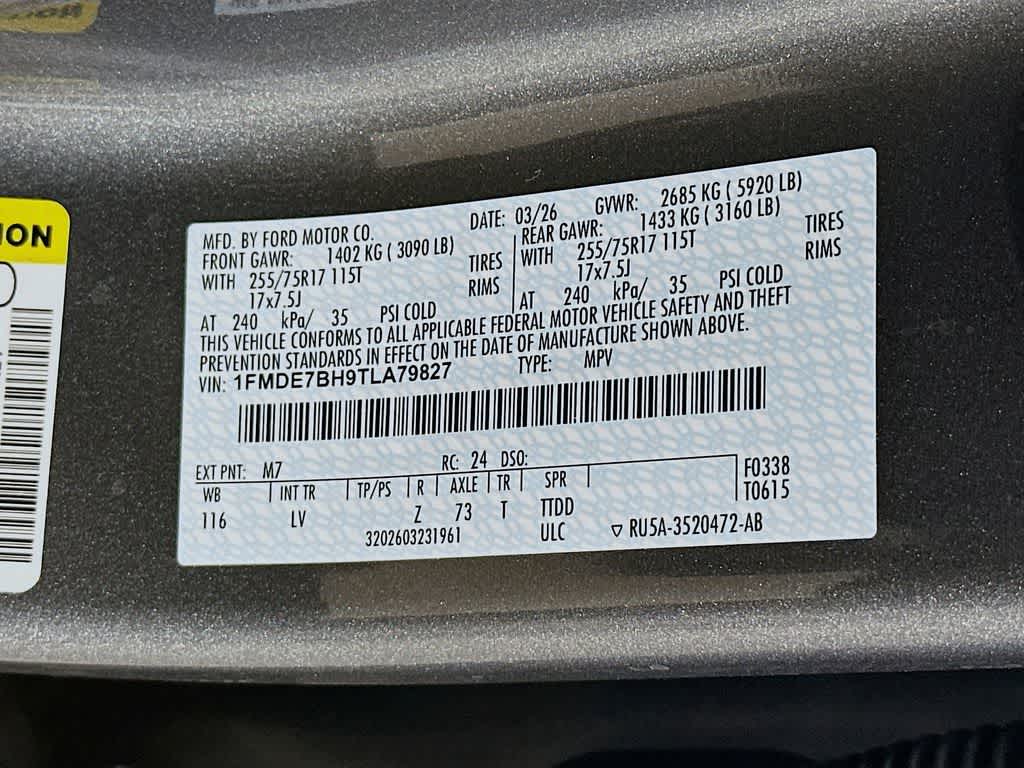 ION
MFD. BY FORD MOTOR CO.
DATE: 03/26 GVWR: 2685 KG ( 5920 LB)
FRONT GAWR: 1402 KG ( 3090 LB)
WITH 255/75R17 115T TIRES
17x7.5J RIMS
AT 240 kPa/ 35 PSI COLD
REAR GAWR: 1433 KG ( 3160 LB)
WITH 255/75R17 115T TIRES
17x7.5J RIMS
AT 240 kPa/ 35 PSI COLD
THIS VEHICLE CONFORMS TO ALL APPLICABLE FEDERAL MOTOR VEHICLE SAFETY AND THEFT
PREVENTION STANDARDS IN EFFECT ON THE DATE OF MANUFACTURE SHOWN ABOVE.
VIN: 1FMDE7BH9TLA79827 TYPE: MPV
EXT PNT: M7 RC: 24 DSO:
WB INT TR TP/PS R AXLE TR SPR
116 LV Z 73 T TTDD
ULC
F0338
T0615
3202603231961
▽ RU5A-3520472-AB